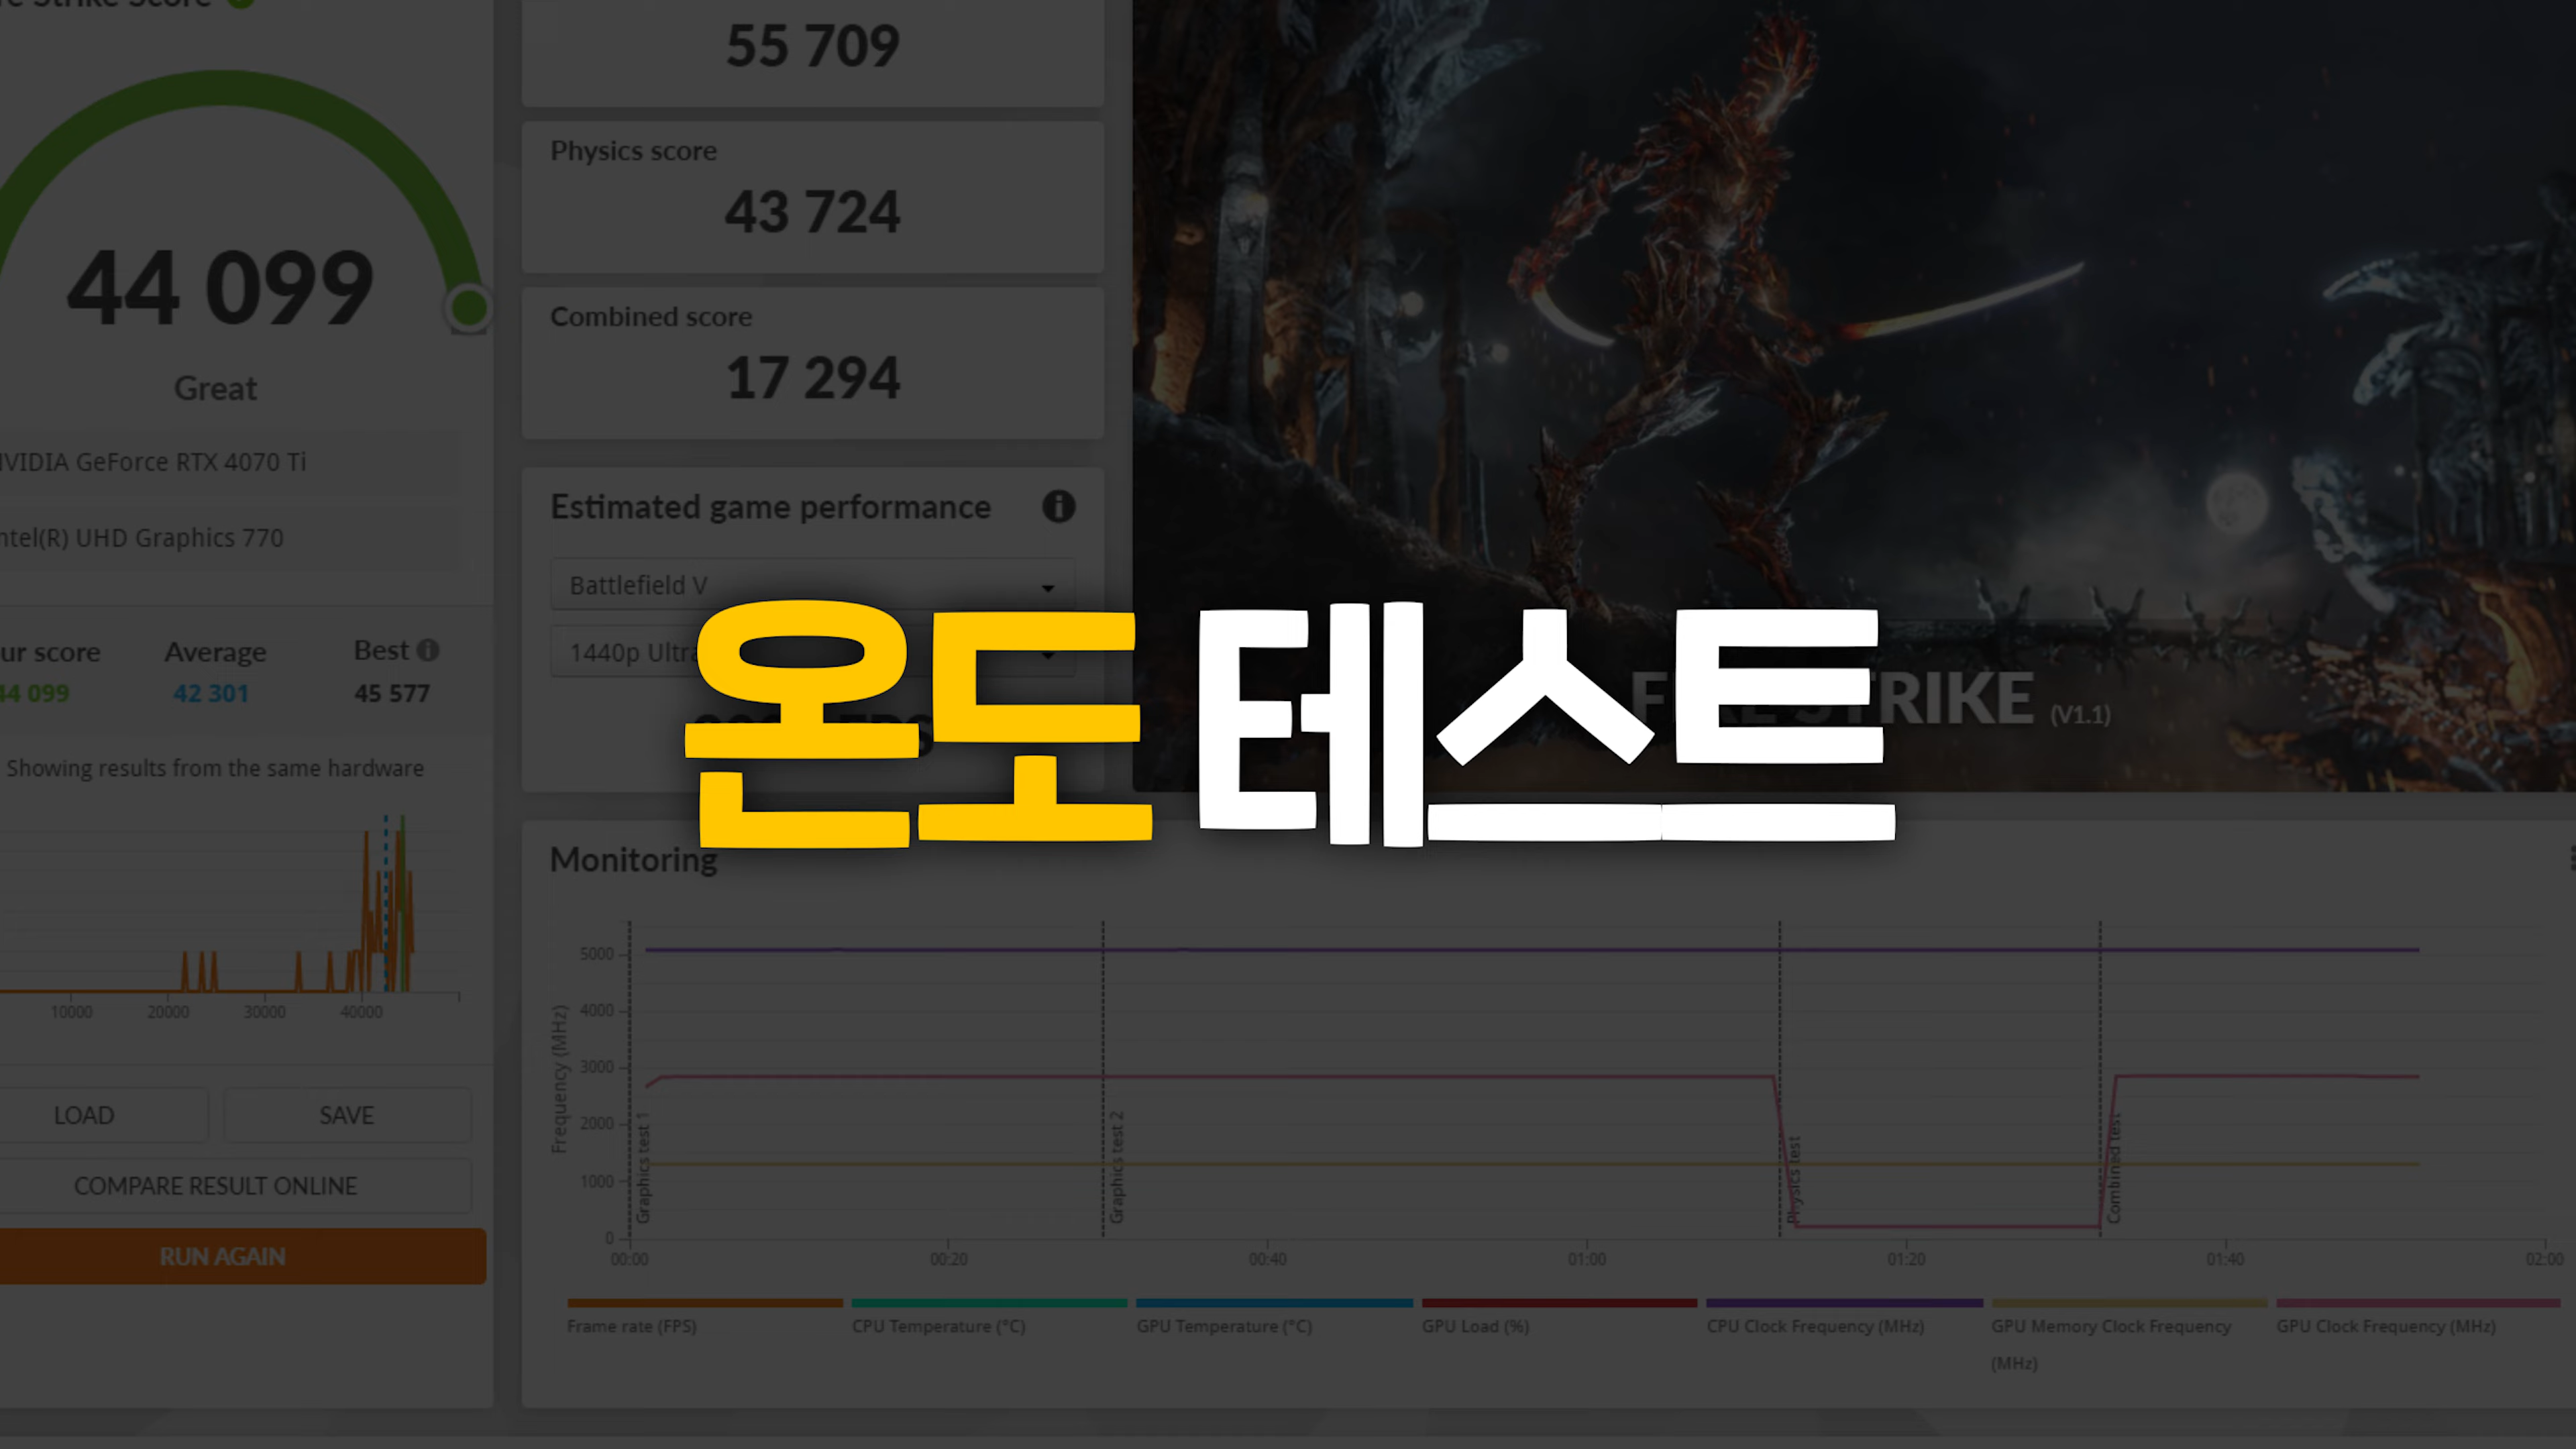 55 709
Physics score
43 724
Combined score
17 294
44 099
Great
NVIDIA GeForce RTX 4070 Ti
Intel(R) UHD Graphics 770
Estimated game performance
Battlefield V
1440p Ultra
온도 테스트
STRIKE (V1.1)
score Average Best
44 099 42 301 45 577
Showing results from the same hardware
10000 20000 30000 40000
LOAD SAVE
COMPARE RESULT ONLINE
RUN AGAIN
Monitoring
Frequency (MHz)
5000
4000
3000
2000
1000
0
Graphics test 1
Graphics test 2
Physics test
Combined test
00:00 00:20 00:40 01:00 01:20 01:40 02:00
Frame rate (FPS) CPU Temperature (°C) GPU Temperature (°C) GPU Load (%) CPU Clock Frequency (MHz) GPU Memory Clock Frequency (MHz) GPU Clock Frequency (MHz)